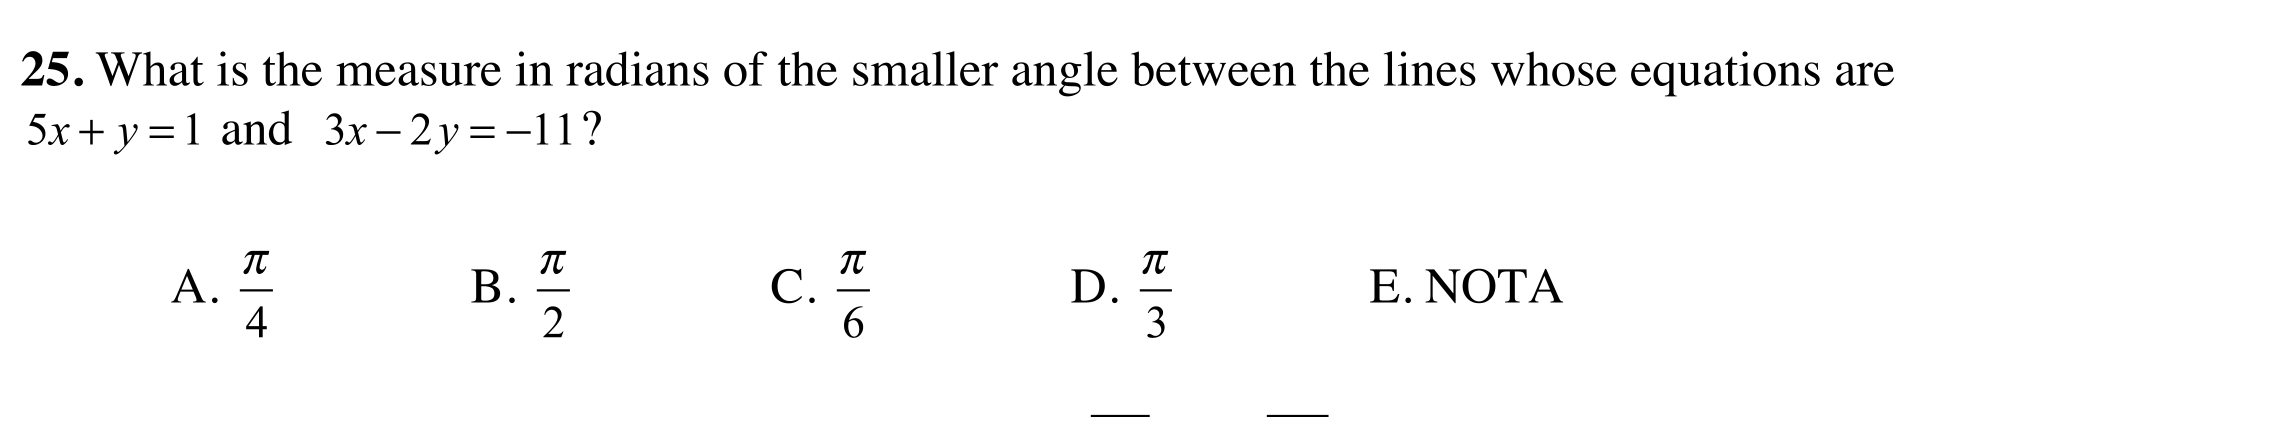 25. What is the measure in radians of the smaller angle between the lines whose equations are
5x + y = 1 and 3x − 2y = −11?
A. π/4 B. π/2 C. π/6 D. π/3 E. NOTA